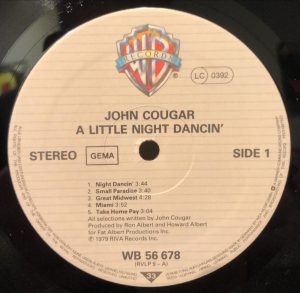 WB
RECORDS
LC 0392
JOHN COUGAR
A LITTLE NIGHT DANCIN'
STEREO GEMA SIDE 1
1. Night Dancin' 3:44
2. Small Paradise 3:40
3. Great Midwest 4:28
4. Miami 3:52
5. Take Home Pay 3:04
All selections written by John Cougar
Produced by Ron Albert and Howard Albert
for Fat Albert Productions Inc.
℗ 1979 RIVA Records Inc.
WB 56 678
(RVLP 9 – A)
33